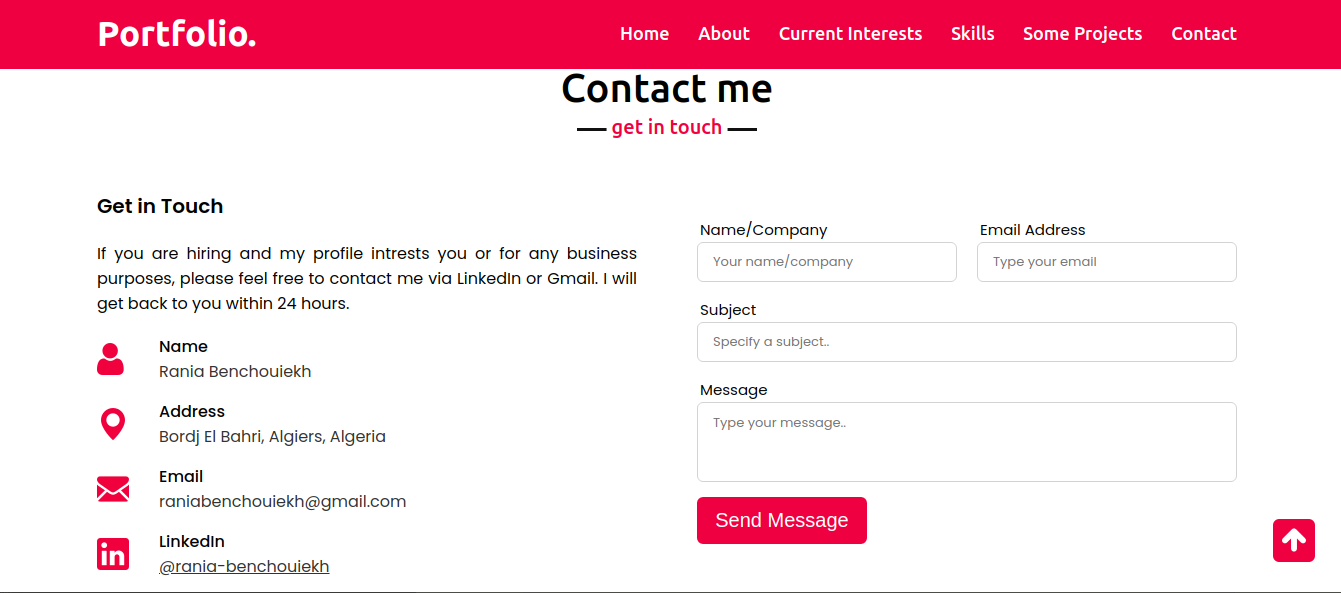 Portfolio.
Home About Current Interests Skills Some Projects Contact
Contact me
get in touch
Get in Touch
If you are hiring and my profile intrests you or for any business
purposes, please feel free to contact me via LinkedIn or Gmail. I will
get back to you within 24 hours.
Name
Rania Benchouiekh
Address
Bordj El Bahri, Algiers, Algeria
Email
raniabenchouiekh@gmail.com
LinkedIn
@rania-benchouiekh
Name/Company
Your name/company
Email Address
Type your email
Subject
Specify a subject..
Message
Type your message..
Send Message